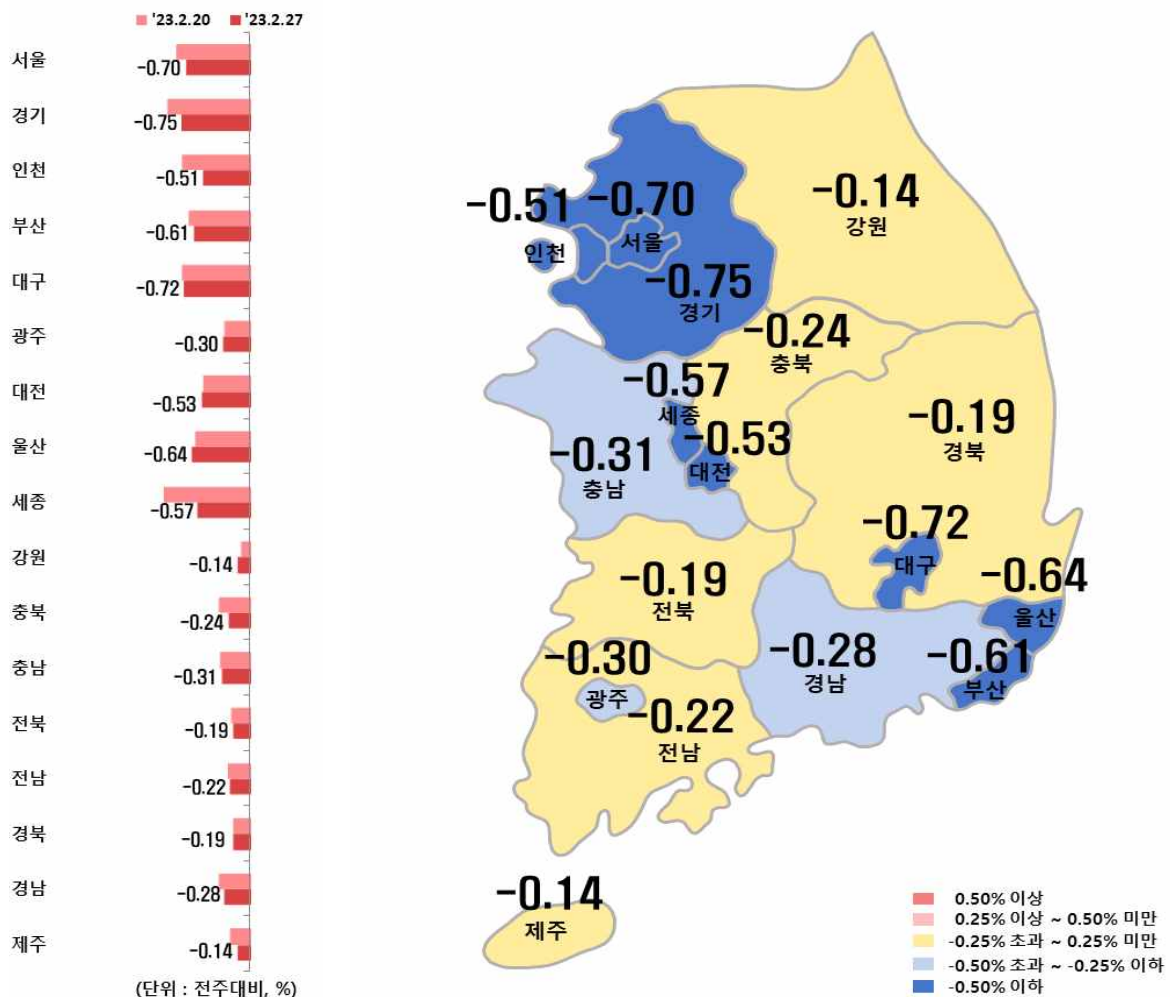 '23.2.20 '23.2.27
서울 -0.70
경기 -0.75
인천 -0.51
부산 -0.61
대구 -0.72
광주 -0.30
대전 -0.53
울산 -0.64
세종 -0.57
강원 -0.14
충북 -0.24
충남 -0.31
전북 -0.19
전남 -0.22
경북 -0.19
경남 -0.28
제주 -0.14
(단위 : 전주대비, %)
-0.14
강원
-0.51
인천
-0.70
서울
-0.75
경기
-0.24
충북
-0.57
세종
-0.53
대전
-0.31
충남
-0.19
경북
-0.72
대구
-0.64
울산
-0.19
전북
-0.28
경남
-0.61
부산
-0.30
광주
-0.22
전남
-0.14
제주
0.50% 이상
0.25% 이상 ~ 0.50% 미만
-0.25% 초과 ~ 0.25% 미만
-0.50% 초과 ~ -0.25% 이하
-0.50% 이하